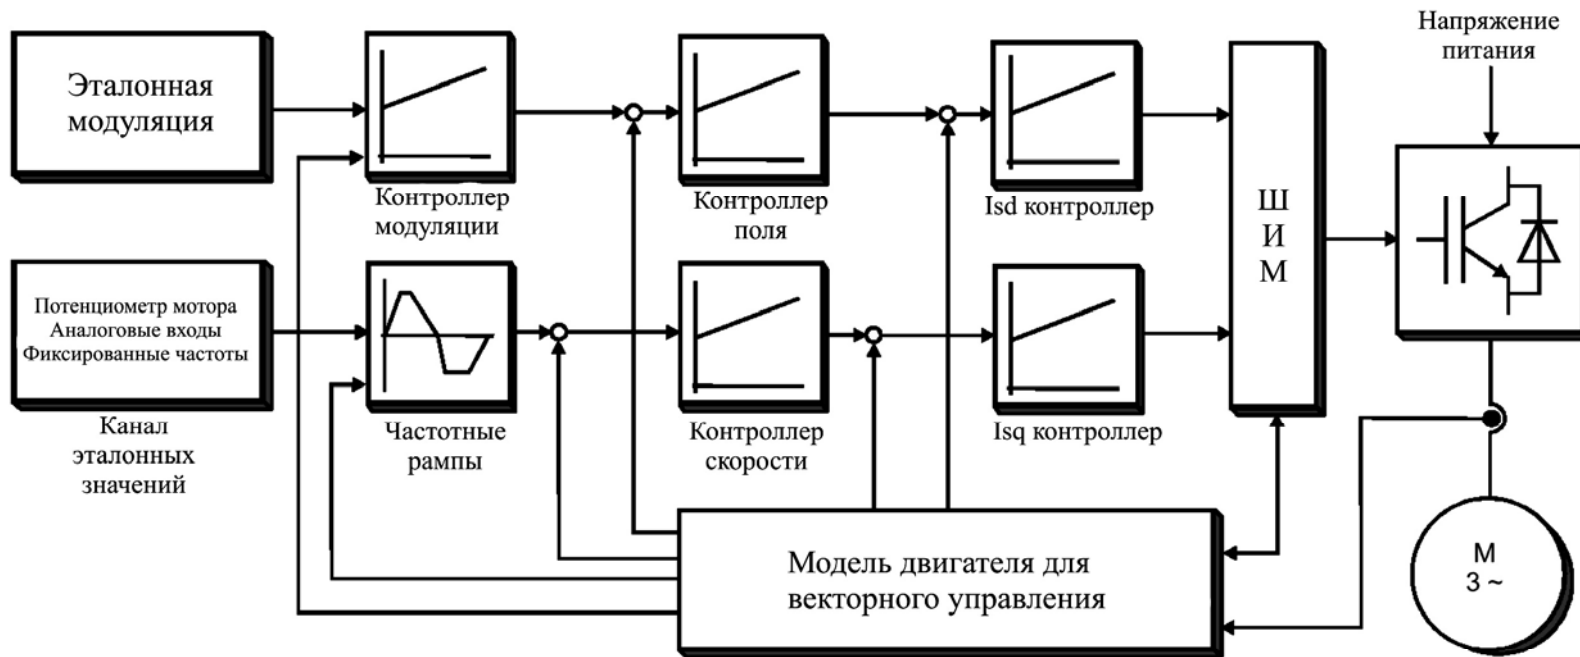 Эталонная
модуляция
Контроллер
модуляции
Контроллер
поля
Isd контроллер
Ш
И
М
Напряжение
питания
Потенциометр мотора
Аналоговые входы
Фиксированные частоты
Канал
эталонных
значений
Частотные
рампы
Контроллер
скорости
Isq контроллер
Модель двигателя для
векторного управления
М
3 ~